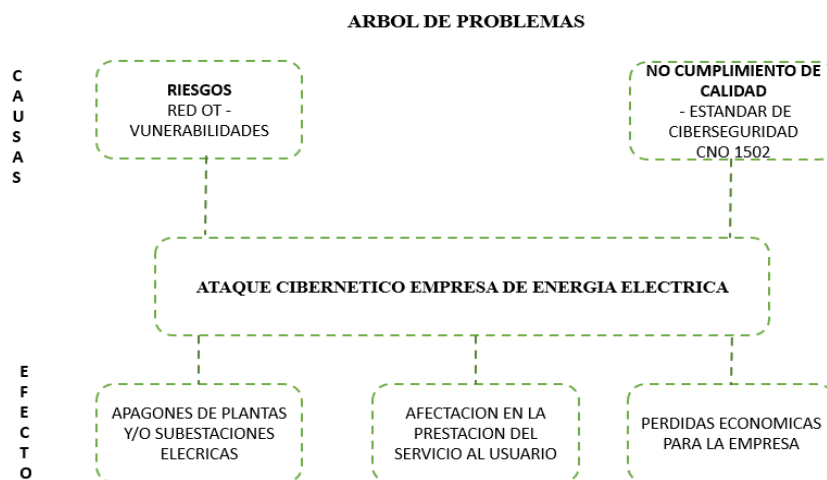 ARBOL DE PROBLEMAS
CAUSAS
RIESGOS
RED OT -
VUNERABILIDADES
NO CUMPLIMIENTO DE
CALIDAD
- ESTANDAR DE
CIBERSEGURIDAD
CNO 1502
ATAQUE CIBERNETICO EMPRESA DE ENERGIA ELECTRICA
EFECTO
APAGONES DE PLANTAS
Y/O SUBESTACIONES
ELECRICAS
AFECTACION EN LA
PRESTACION DEL
SERVICIO AL USUARIO
PERDIDAS ECONOMICAS
PARA LA EMPRESA